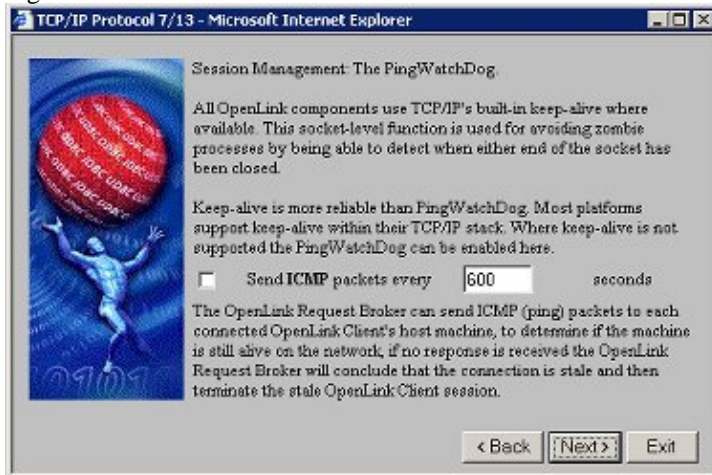 TCP/IP Protocol 7/13 - Microsoft Internet Explorer
Session Management: The PingWatchDog.
All OpenLink components use TCP/IP's built-in keep-alive where
available. This socket-level function is used for avoiding zombie
processes by being able to detect when either end of the socket has
been closed.
Keep-alive is more reliable than PingWatchDog. Most platforms
support keep-alive within their TCP/IP stack. Where keep-alive is not
supported the PingWatchDog can be enabled here.
Send ICMP packets every 600 seconds
The OpenLink Request Broker can send ICMP (ping) packets to each
connected OpenLink Client's host machine, to determine if the machine
is still alive on the network, if no response is received the OpenLink
Request Broker will conclude that the connection is stale and then
terminate the stale OpenLink Client session.
< Back Next > Exit